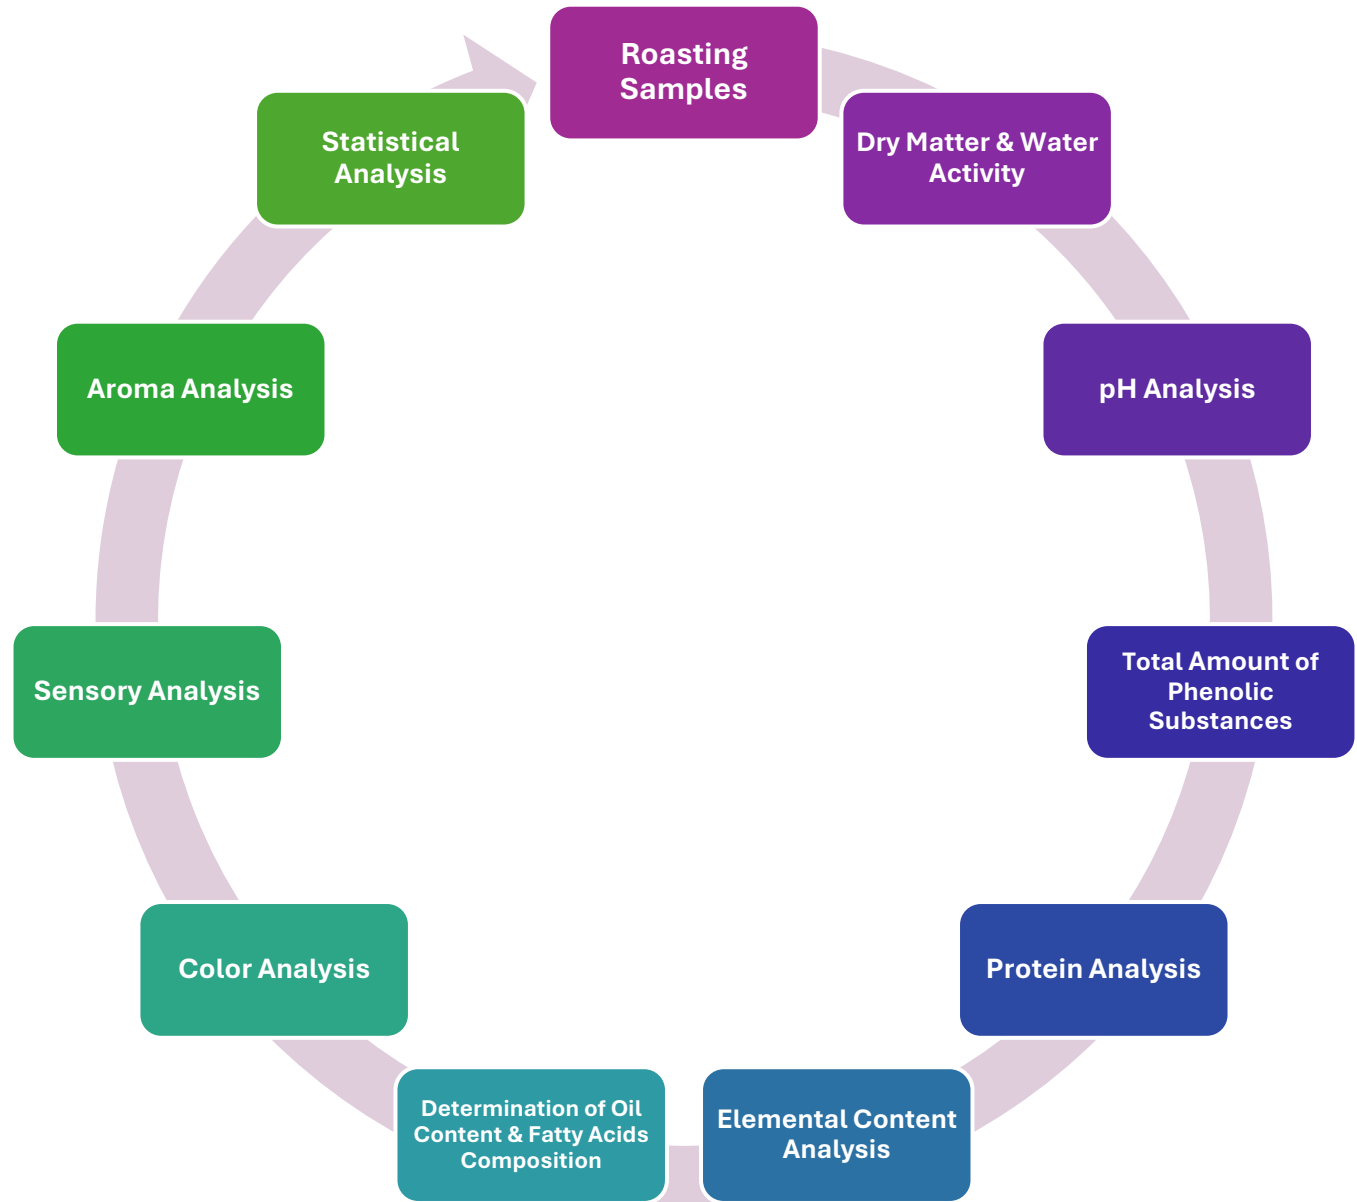 Roasting
Samples
Dry Matter & Water
Activity
pH Analysis
Total Amount of
Phenolic
Substances
Protein Analysis
Elemental Content
Analysis
Determination of Oil
Content & Fatty Acids
Composition
Color Analysis
Sensory Analysis
Aroma Analysis
Statistical
Analysis